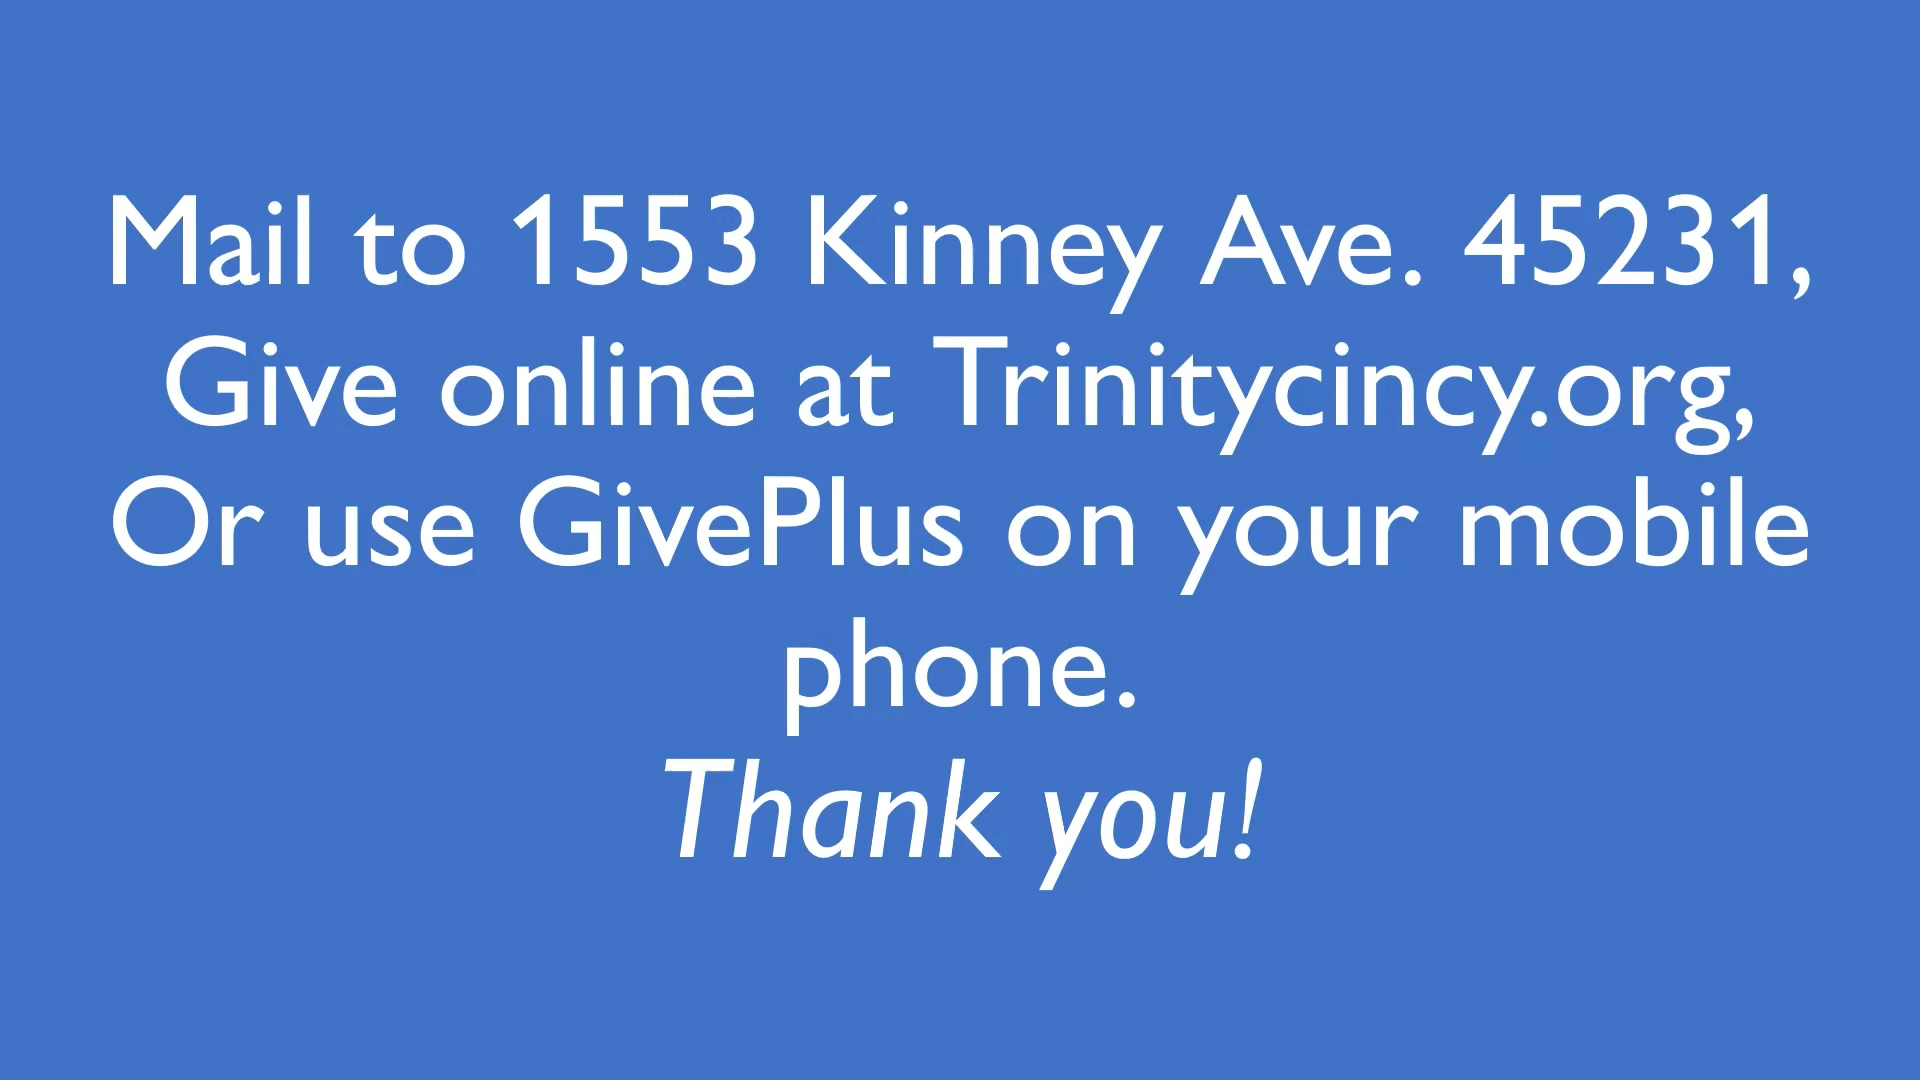 Mail to 1553 Kinney Ave. 45231,
Give online at Trinitycincy.org,
Or use GivePlus on your mobile
phone.
Thank you!